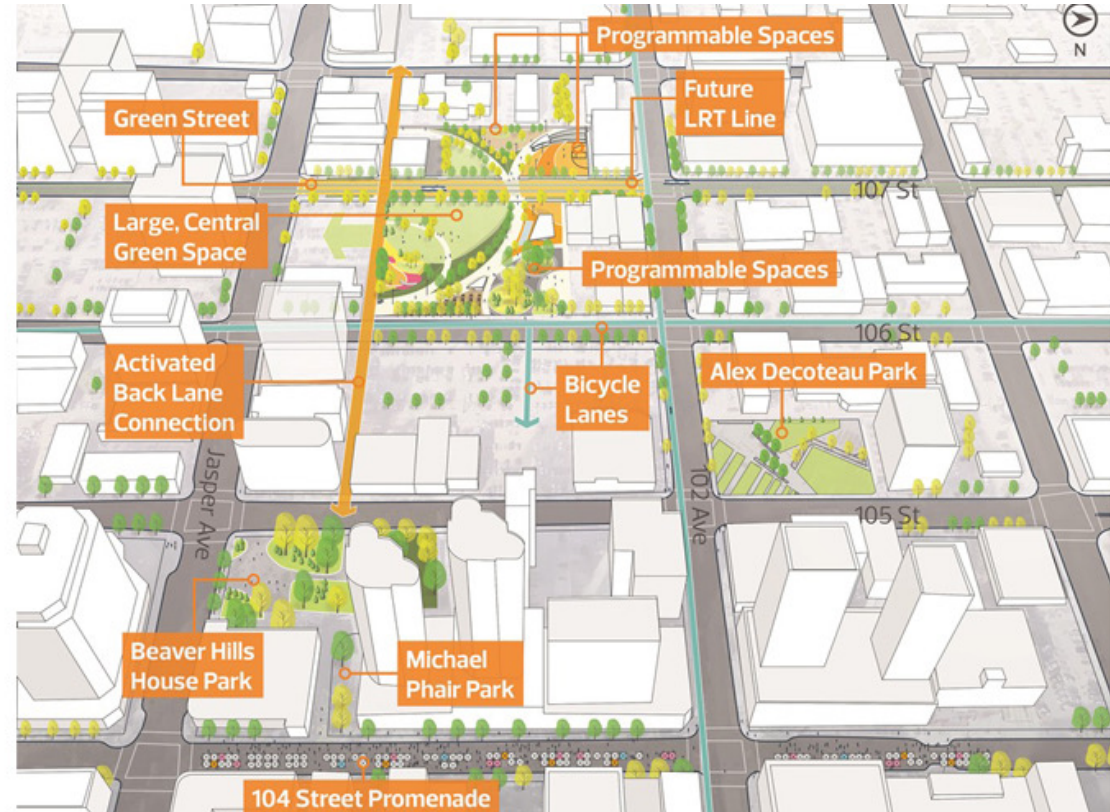 N
Programmable Spaces
Future
LRT Line
Green Street
107 St
Large, Central
Green Space
Programmable Spaces
106 St
Activated
Back Lane
Connection
Bicycle
Lanes
Alex Decoteau Park
Jasper Ave
102 Ave
105 St
Beaver Hills
House Park
Michael
Phair Park
104 Street Promenade